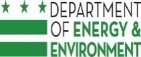 DEPARTMENT
OF ENERGY &
ENVIRONMENT